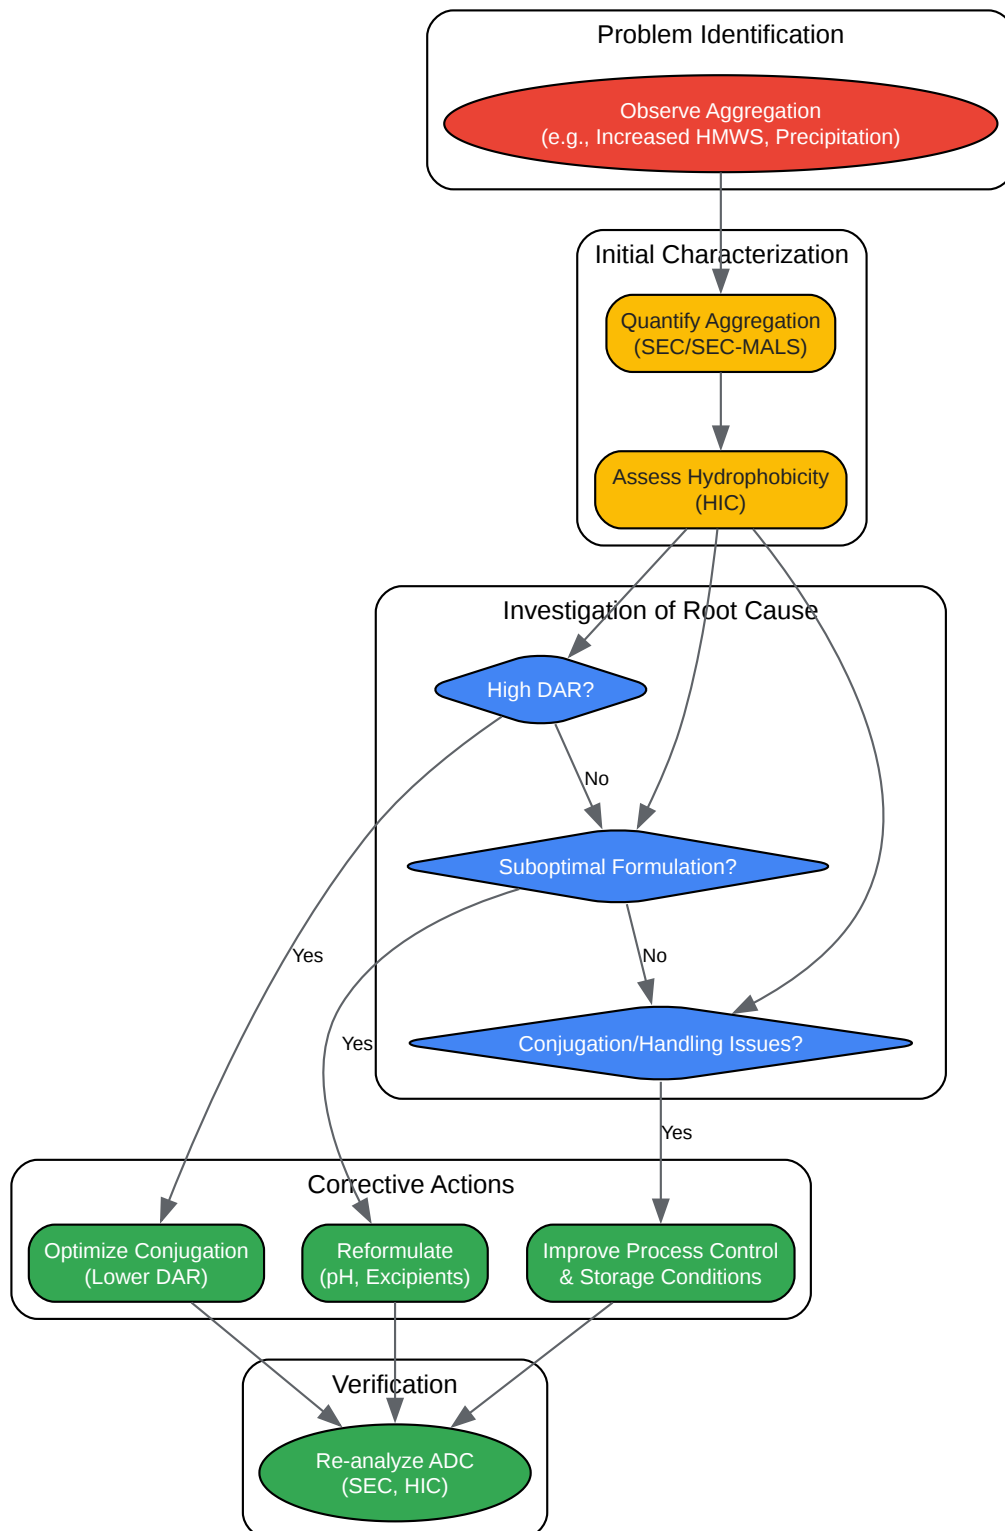 Problem Identification
Observe Aggregation
(e.g., Increased HMWS, Precipitation)
Initial Characterization
Quantify Aggregation
(SEC/SEC-MALS)
Assess Hydrophobicity
(HIC)
Investigation of Root Cause
High DAR?
No
Suboptimal Formulation?
Yes
No
Yes
Conjugation/Handling Issues?
Yes
Corrective Actions
Optimize Conjugation
(Lower DAR)
Reformulate
(pH, Excipients)
Improve Process Control
& Storage Conditions
Verification
Re-analyze ADC
(SEC, HIC)